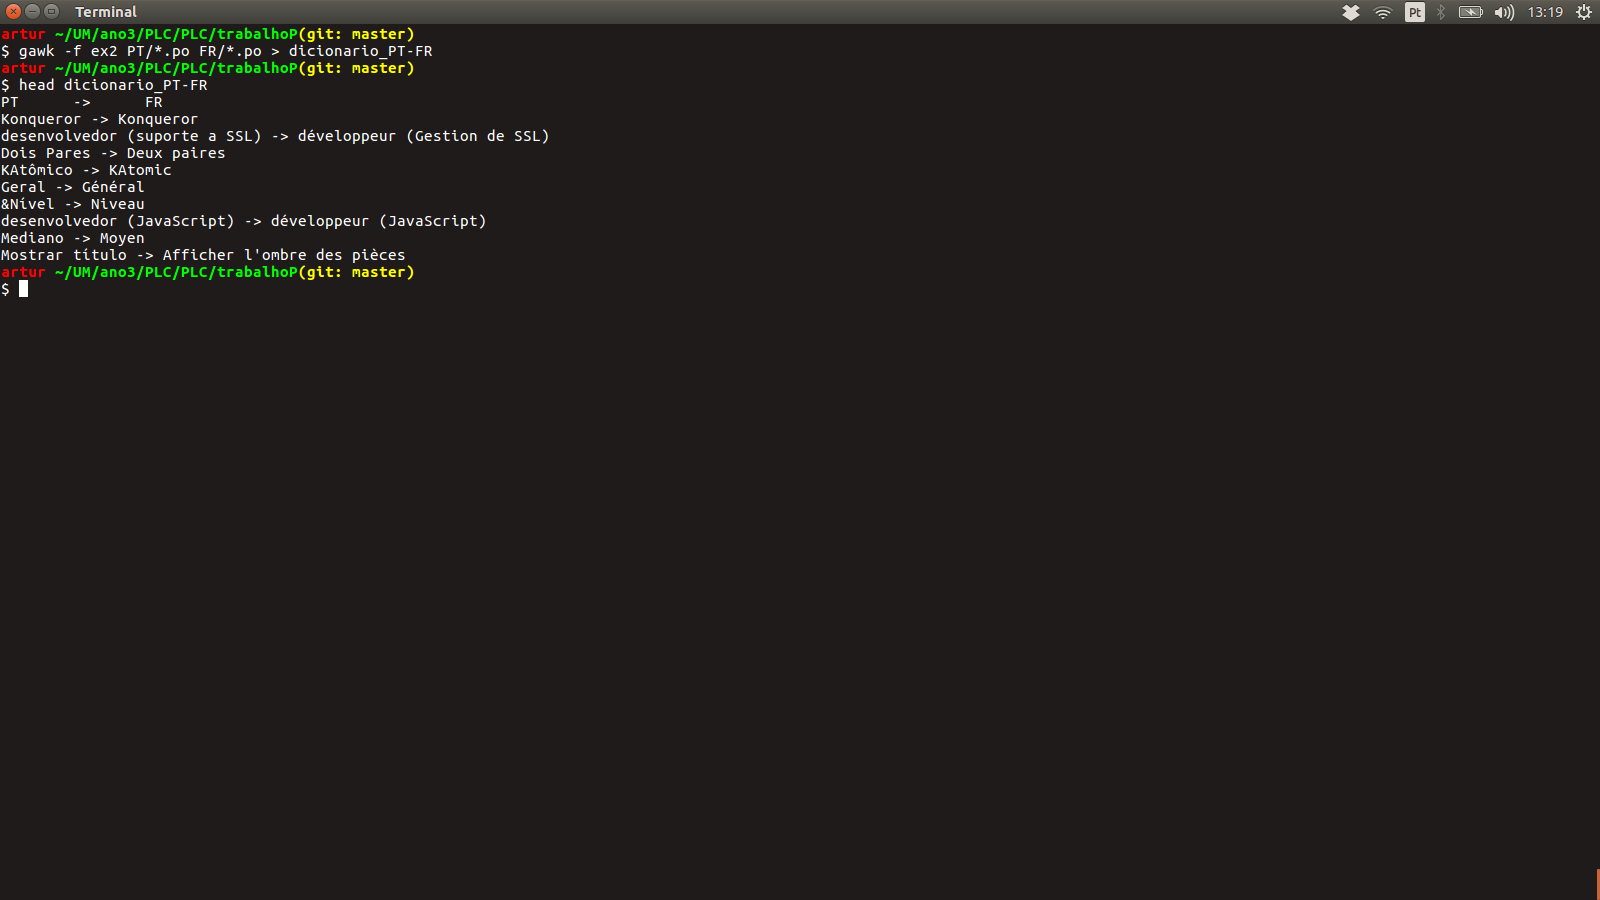 Terminal
Pt
13:19
artur ~/UM/ano3/PLC/PLC/trabalhoP(git: master)
$ gawk -f ex2 PT/*.po FR/*.po > dicionario_PT-FR
artur ~/UM/ano3/PLC/PLC/trabalhoP(git: master)
$ head dicionario_PT-FR
PT      ->      FR
Konqueror -> Konqueror
desenvolvedor (suporte a SSL) -> développeur (Gestion de SSL)
Dois Pares -> Deux paires
KAtômico -> KAtomic
Geral -> Général
&Nível -> Niveau
desenvolvedor (JavaScript) -> développeur (JavaScript)
Mediano -> Moyen
Mostrar título -> Afficher l'ombre des pièces
artur ~/UM/ano3/PLC/PLC/trabalhoP(git: master)
$